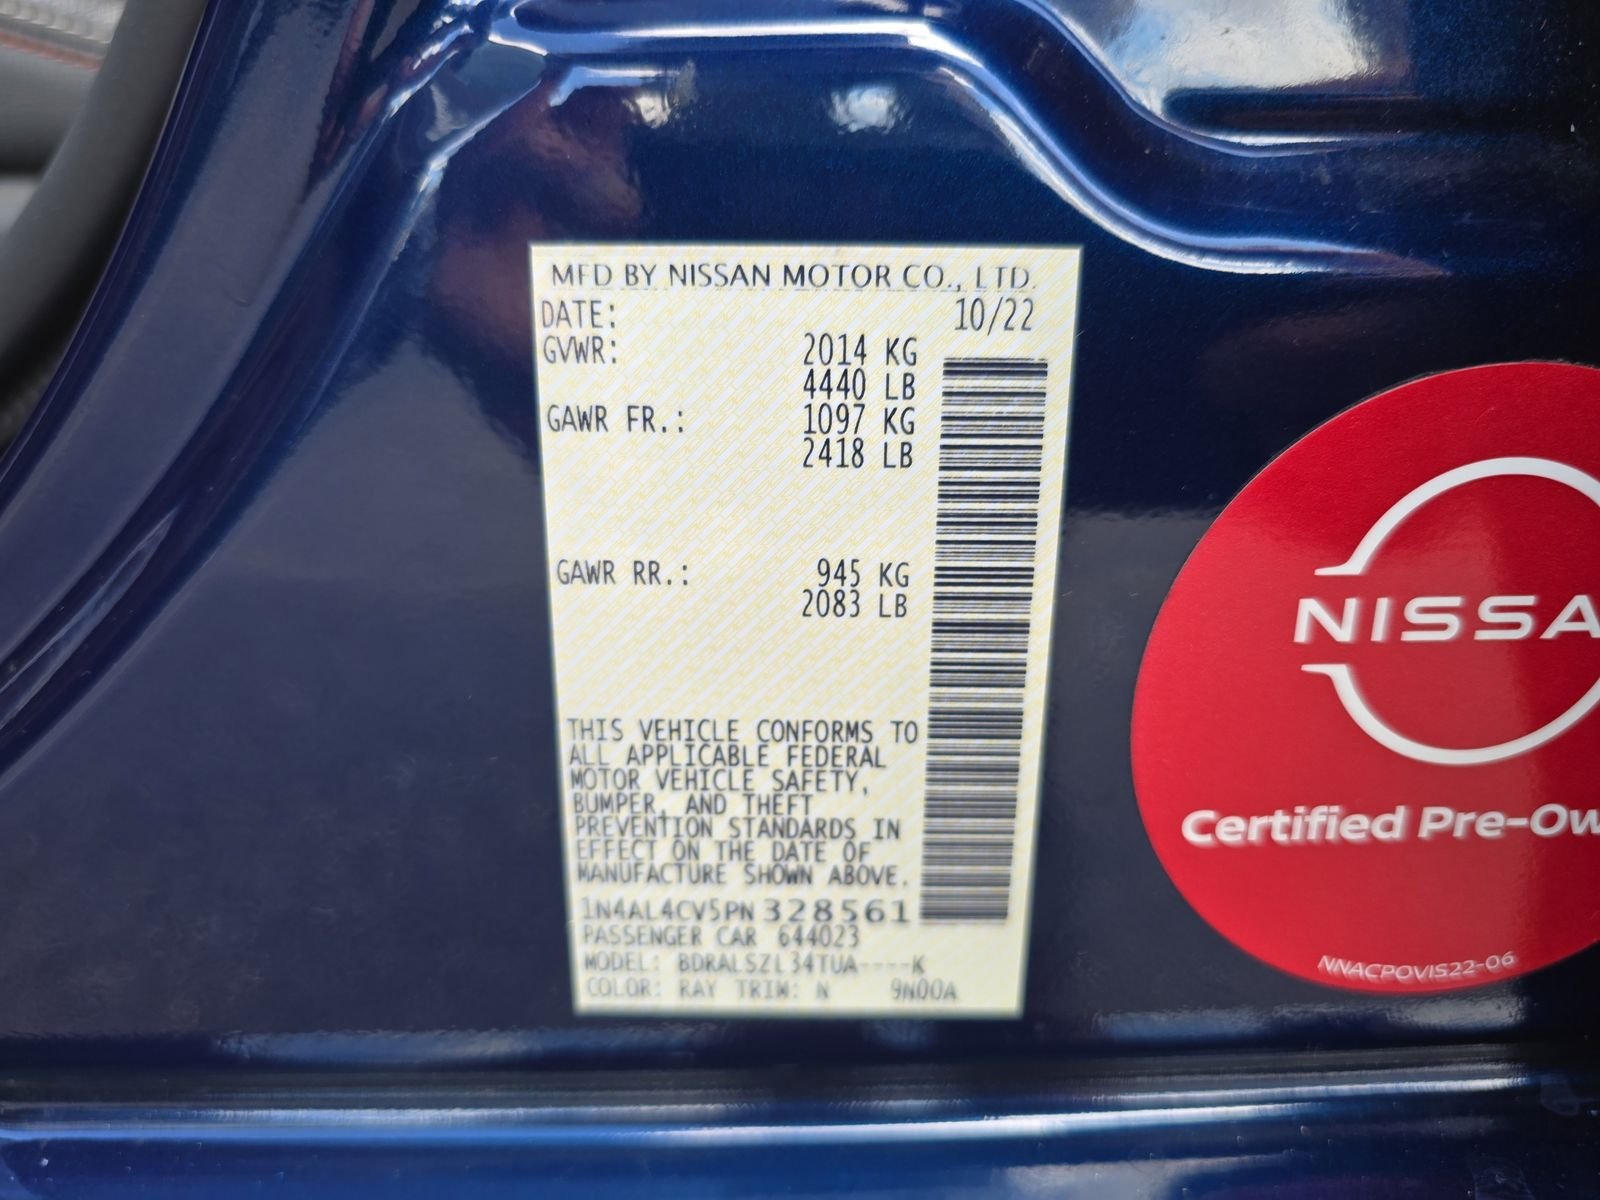 MFD BY NISSAN MOTOR CO., LTD.
DATE: 10/22
GVWR: 2014 KG
4440 LB
GAWR FR.: 1097 KG
2418 LB
GAWR RR.: 945 KG
2083 LB
THIS VEHICLE CONFORMS TO
ALL APPLICABLE FEDERAL
MOTOR VEHICLE SAFETY,
BUMPER, AND THEFT
PREVENTION STANDARDS IN
EFFECT ON THE DATE OF
MANUFACTURE SHOWN ABOVE.
1N4AL4CV5PN328561
PASSENGER CAR 644023
MODEL: BDRALSZL34TUA----K
COLOR: RAY TRIM: N 9N00A
NISSA
Certified Pre-Ow
NNACPOVIS22-06